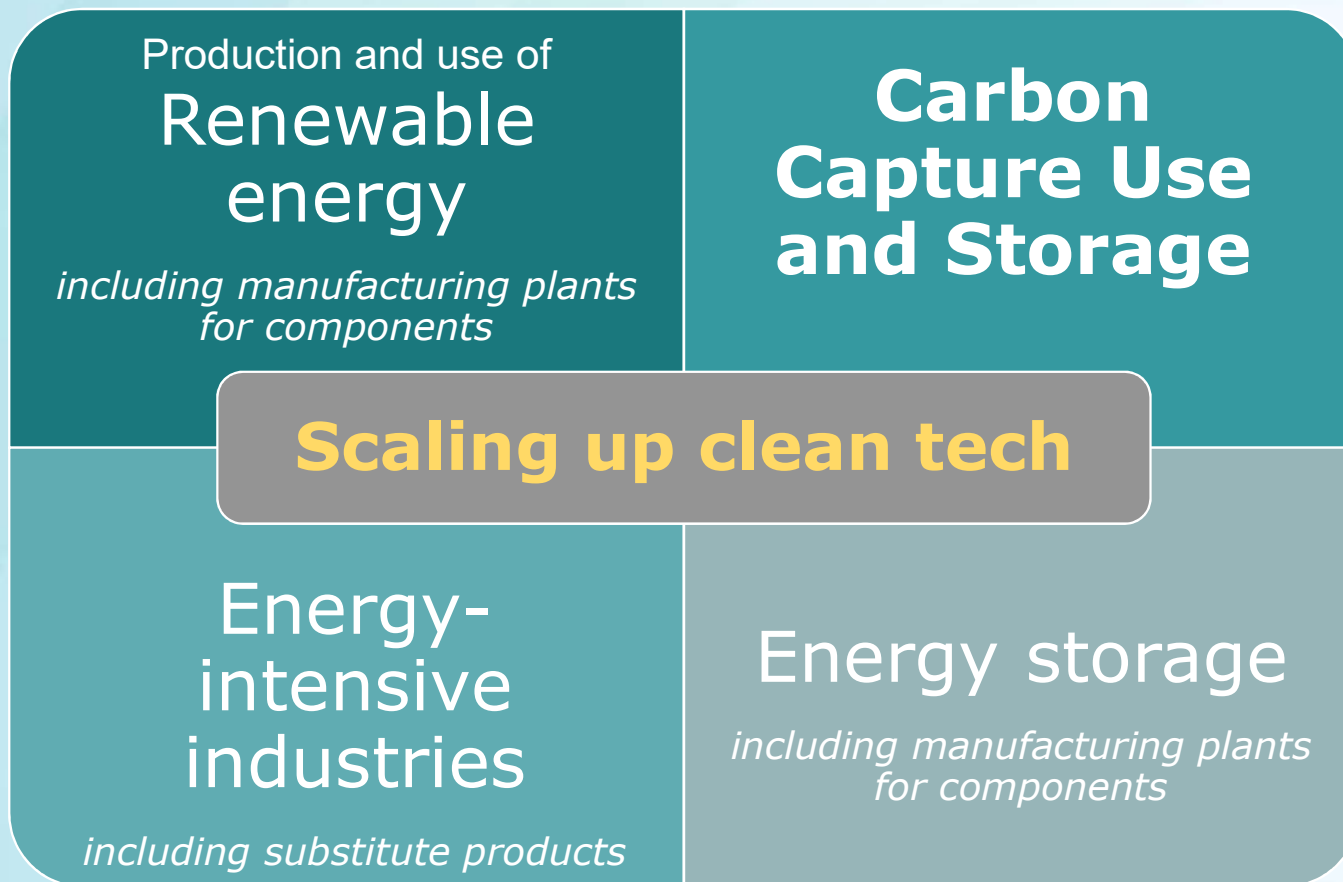 Production and use of
Renewable
energy
including manufacturing plants
for components
Carbon
Capture Use
and Storage
Scaling up clean tech
Energy-
intensive
industries
including substitute products
Energy storage
including manufacturing plants
for components